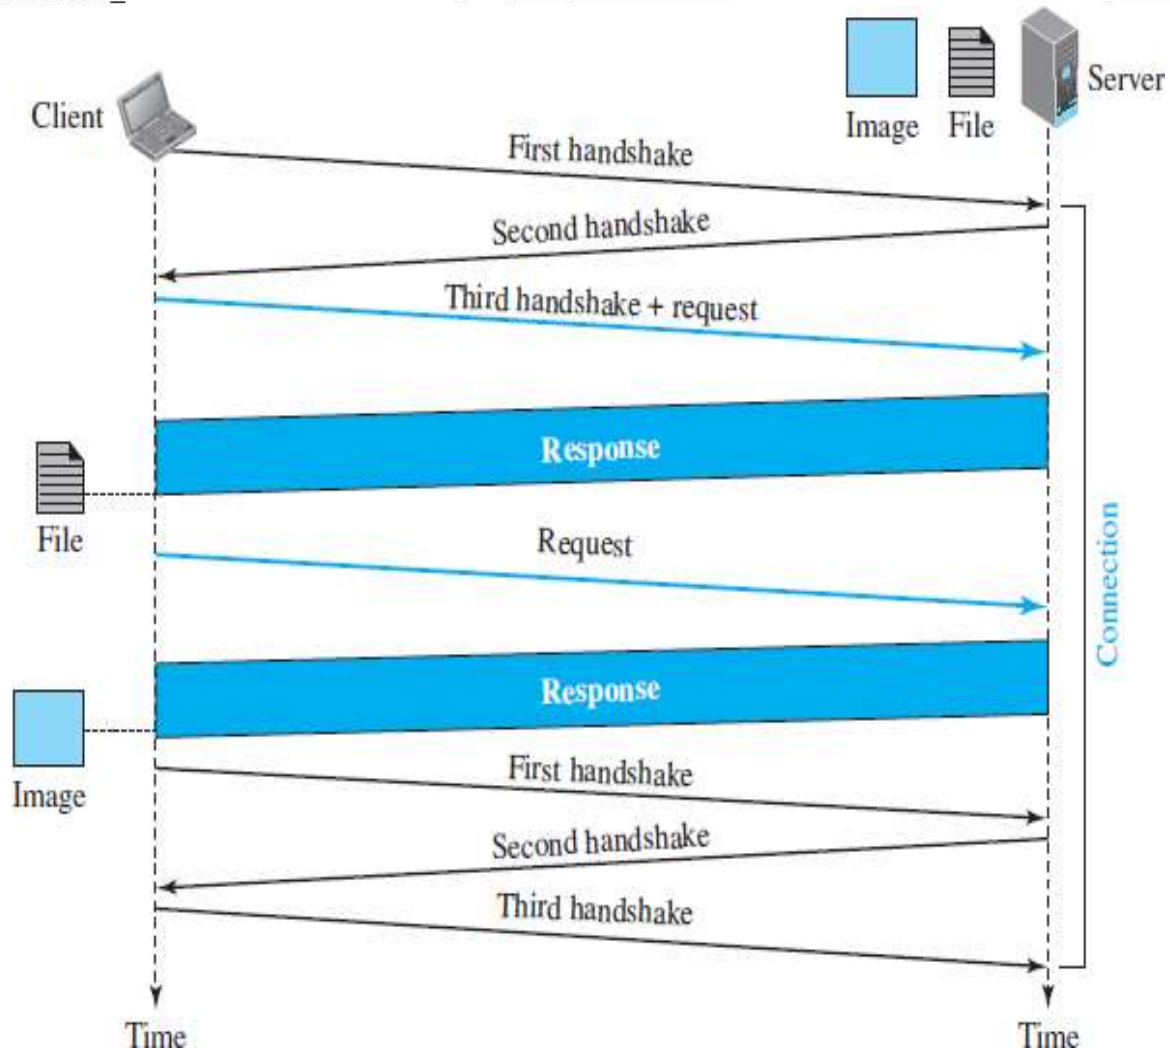 Client
Image
File
Server
First handshake
Second handshake
Third handshake + request
Response
File
Request
Connection
Response
Image
First handshake
Second handshake
Third handshake
Time
Time